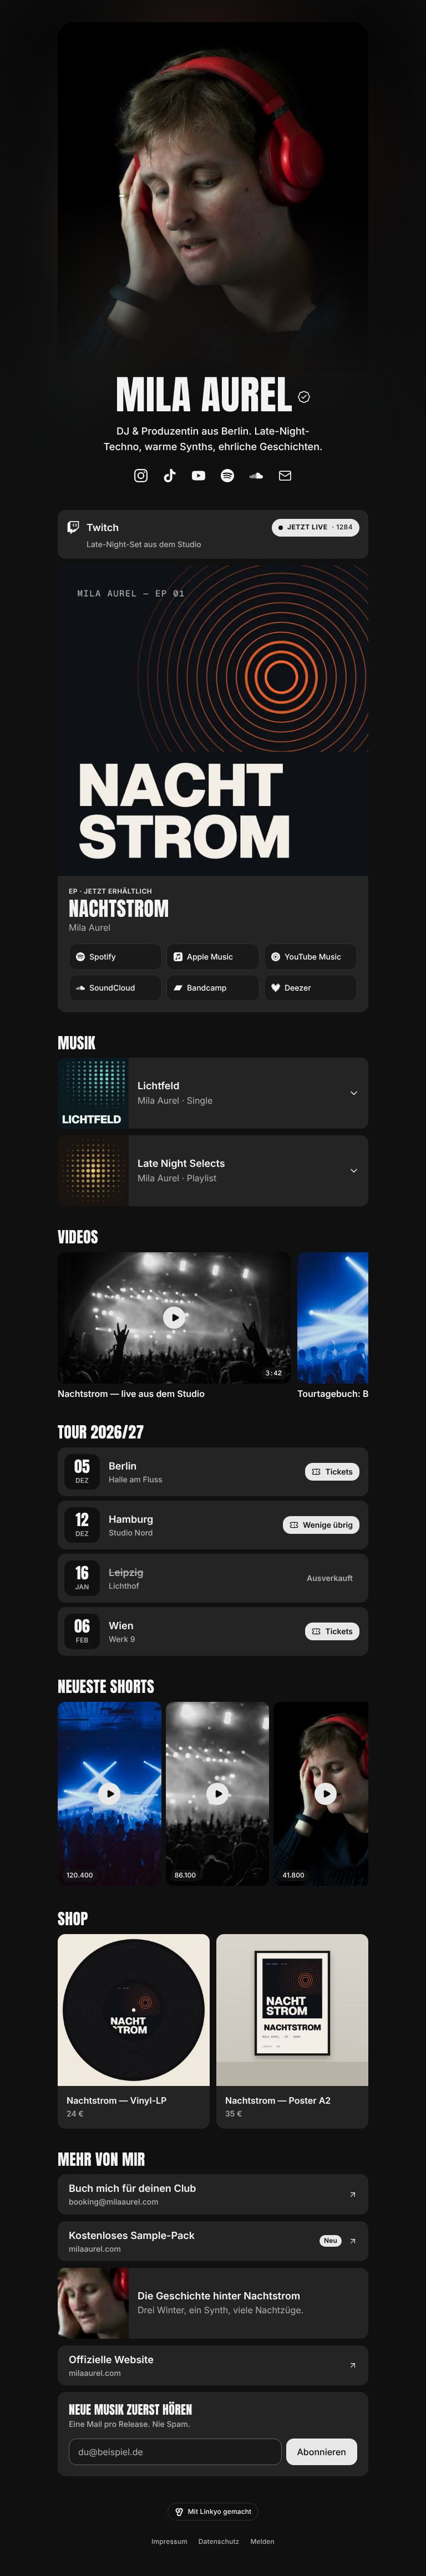 MILA AUREL
DJ & Produzentin aus Berlin. Late-Night-
Techno, warme Synths, ehrliche Geschichten.
Twitch
JETZT LIVE · 1284
Late-Night-Set aus dem Studio
MILA AUREL — EP 01
NACHT
STROM
EP · JETZT ERHÄLTLICH
NACHTSTROM
Mila Aurel
Spotify
Apple Music
YouTube Music
SoundCloud
Bandcamp
Deezer
MUSIK
LICHTFELD
Lichtfeld
Mila Aurel · Single
Late Night Selects
Mila Aurel · Playlist
VIDEOS
3:42
Nachtstrom — live aus dem Studio
Tourtagebuch: B
TOUR 2026/27
05
DEZ
Berlin
Halle am Fluss
Tickets
12
DEZ
Hamburg
Studio Nord
Wenige übrig
16
JAN
Leipzig
Lichthof
Ausverkauft
06
FEB
Wien
Werk 9
Tickets
NEUESTE SHORTS
120.400
86.100
41.800
SHOP
NACHT
STROM
NACHT
STROM
NACHTSTROM
Nachtstrom — Vinyl-LP
24 €
Nachtstrom — Poster A2
35 €
MEHR VON MIR
Buch mich für deinen Club
booking@milaaurel.com
Kostenloses Sample-Pack
milaaurel.com
Neu
Die Geschichte hinter Nachtstrom
Drei Winter, ein Synth, viele Nachtzüge.
Offizielle Website
milaaurel.com
NEUE MUSIK ZUERST HÖREN
Eine Mail pro Release. Nie Spam.
du@beispiel.de
Abonnieren
Mit Linkyo gemacht
Impressum Datenschutz Melden